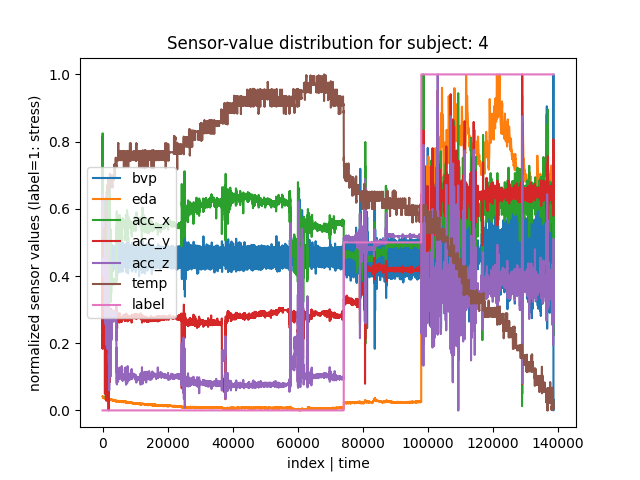 Sensor-value distribution for subject: 4
normalized sensor values (label=1: stress)
1.0
0.8
0.6
0.4
0.2
0.0
bvp
eda
acc_x
acc_y
acc_z
temp
label
0 20000 40000 60000 80000 100000 120000 140000
index | time